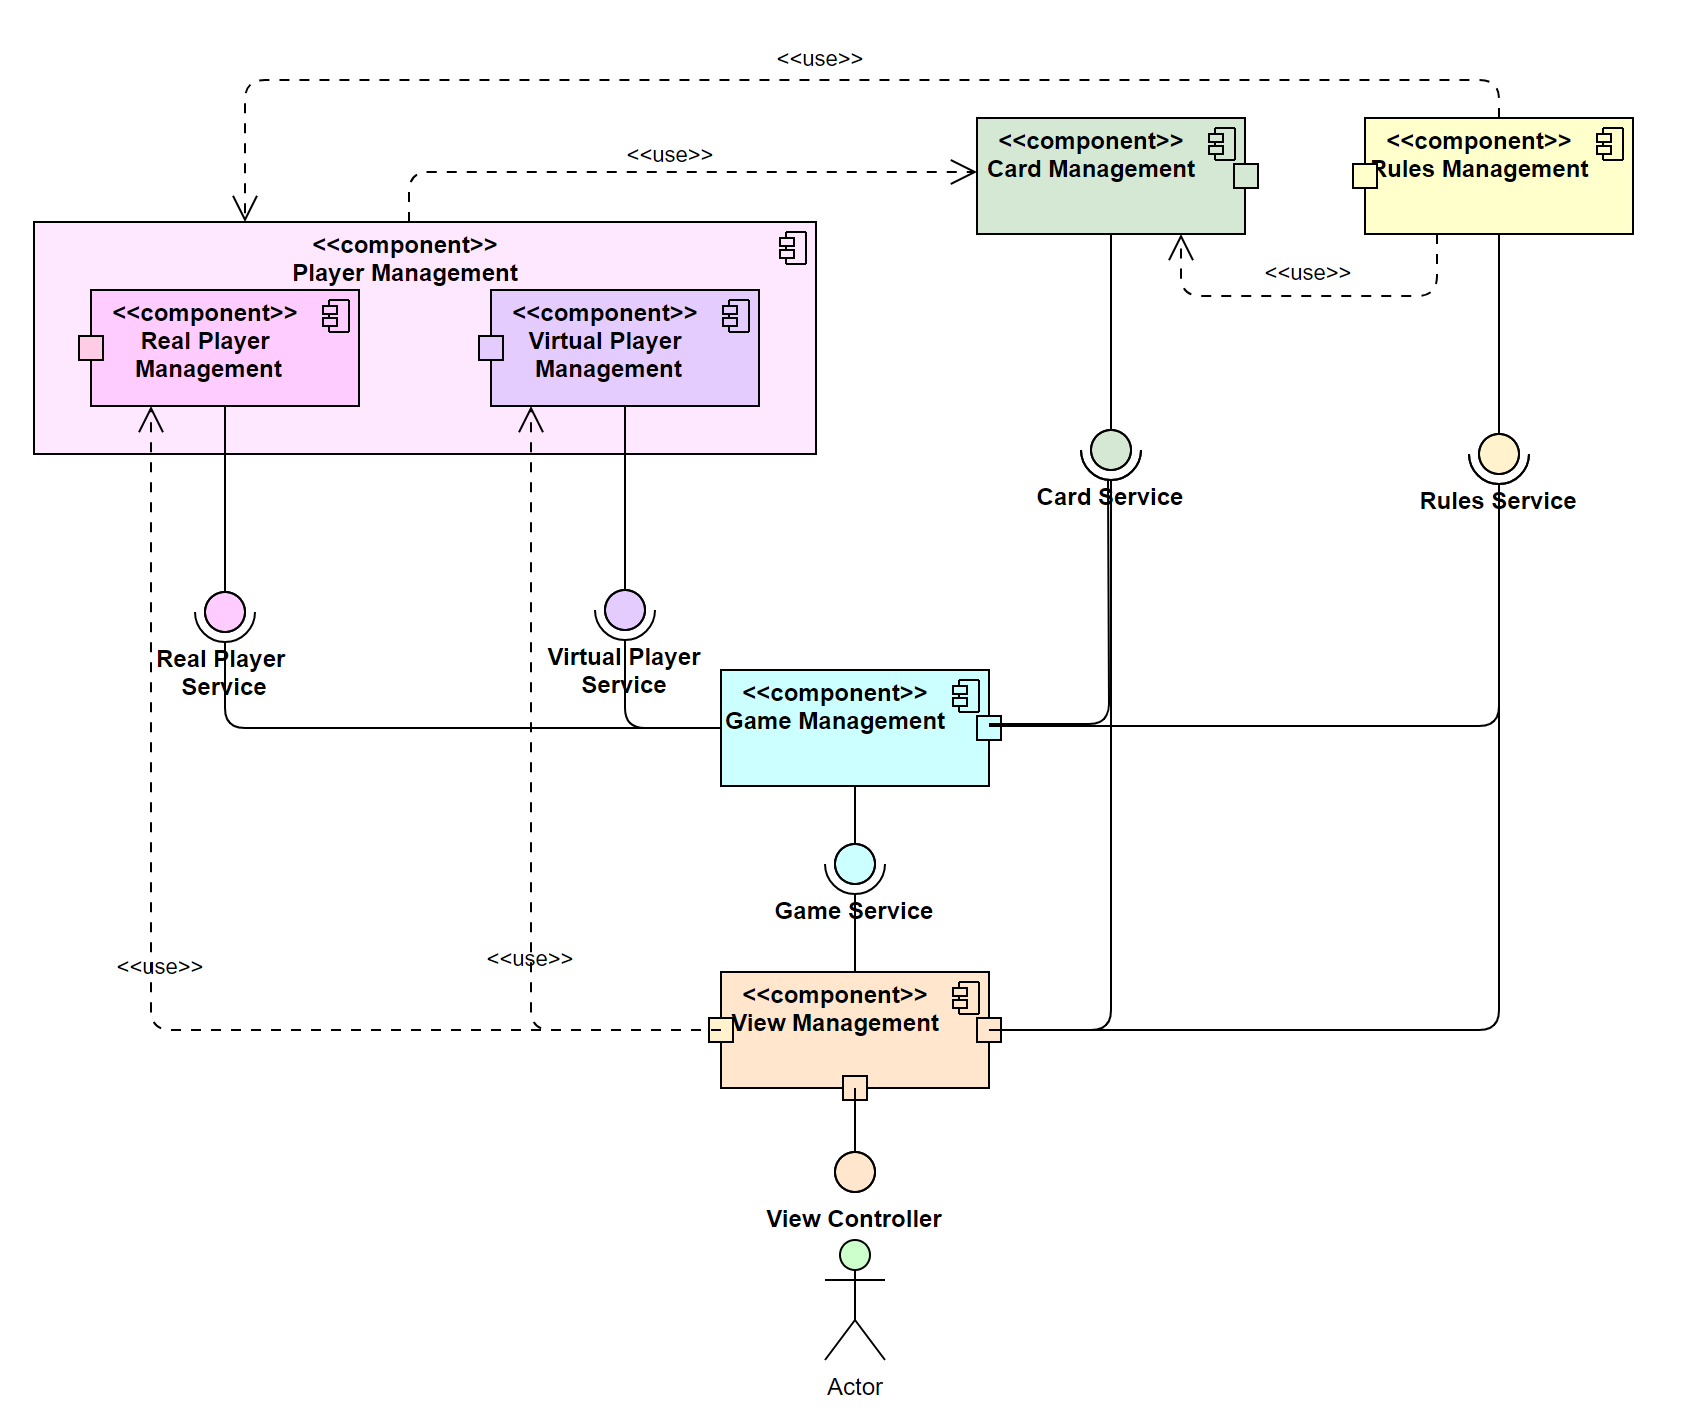 <<use>>
<<use>>
<<component>>
Card Management
<<component>>
Rules Management
<<component>>
Player Management
<<use>>
<<component>>
Real Player
Management
<<component>>
Virtual Player
Management
Card Service
Rules Service
Real Player
Service
Virtual Player
Service
<<component>>
Game Management
Game Service
<<use>>
<<use>>
<<component>>
View Management
View Controller
Actor